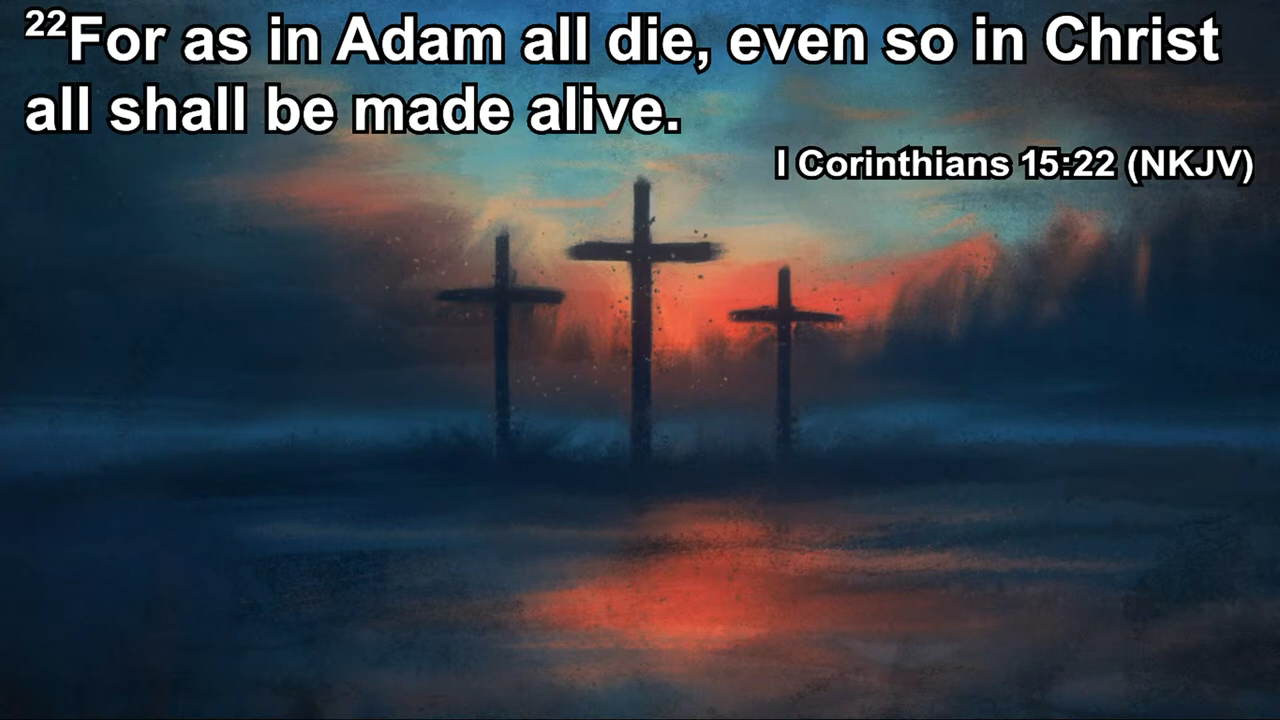 ²²For as in Adam all die, even so in Christ
all shall be made alive.
I Corinthians 15:22 (NKJV)